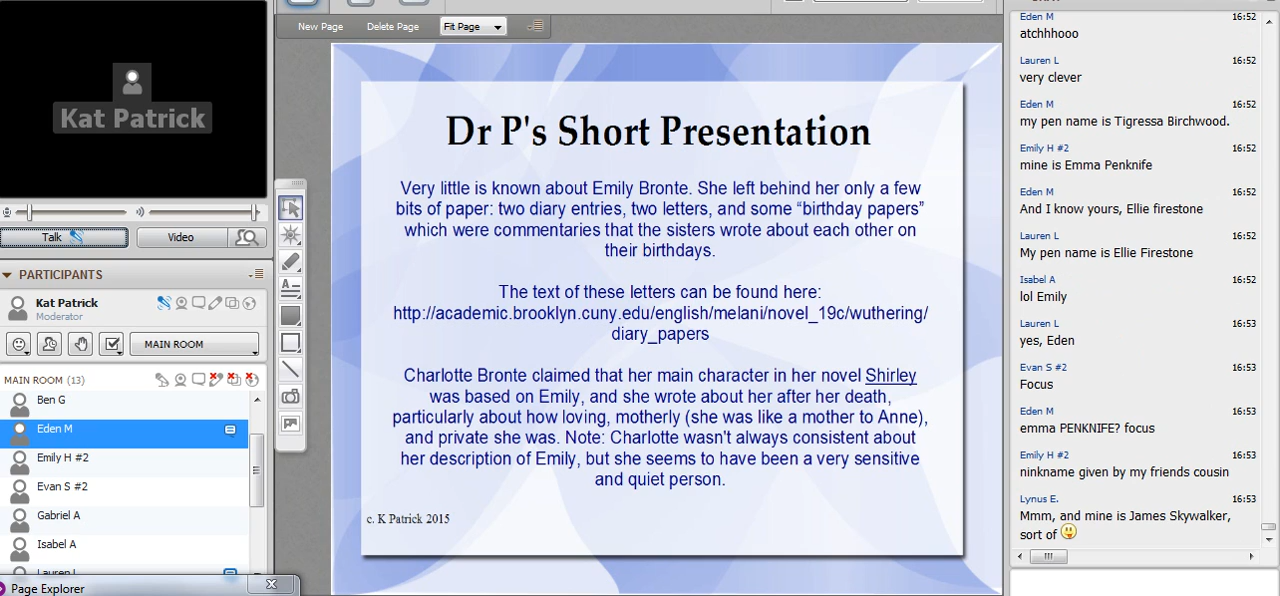 New Page Delete Page Fit Page
Kat Patrick
Talk Video
PARTICIPANTS
Kat Patrick
Moderator
MAIN ROOM
MAIN ROOM (13)
Ben G
Eden M
Emily H #2
Evan S #2
Gabriel A
Isabel A
Lauren L
Page Explorer
Dr P's Short Presentation
Very little is known about Emily Bronte. She left behind her only a few
bits of paper: two diary entries, two letters, and some “birthday papers”
which were commentaries that the sisters wrote about each other on
their birthdays.
The text of these letters can be found here:
http://academic.brooklyn.cuny.edu/english/melani/novel_19c/wuthering/
diary_papers
Charlotte Bronte claimed that her main character in her novel Shirley
was based on Emily, and she wrote about her after her death,
particularly about how loving, motherly (she was like a mother to Anne),
and private she was. Note: Charlotte wasn't always consistent about
her description of Emily, but she seems to have been a very sensitive
and quiet person.
c. K Patrick 2015
Eden M 16:52
atchhhooo
Lauren L 16:52
very clever
Eden M 16:52
my pen name is Tigressa Birchwood.
Emily H #2 16:52
mine is Emma Penknife
Eden M 16:52
And I know yours, Ellie firestone
Lauren L 16:52
My pen name is Ellie Firestone
Isabel A 16:52
lol Emily
Lauren L 16:53
yes, Eden
Evan S #2 16:53
Focus
Eden M 16:53
emma PENKNIFE? focus
Emily H #2 16:53
ninkname given by my friends cousin
Lynus E. 16:53
Mmm, and mine is James Skywalker,
sort of